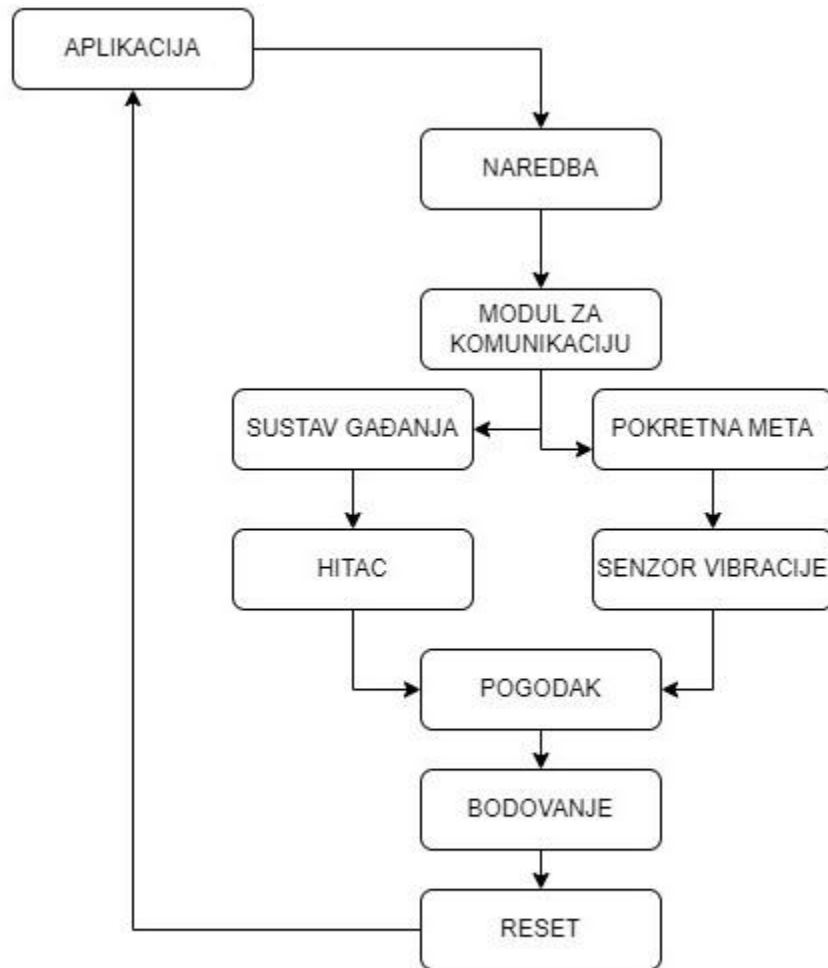 APLIKACIJA
NAREDBA
MODUL ZA
KOMUNIKACIJU
SUSTAV GAĐANJA
POKRETNA META
HITAC
SENZOR VIBRACIJE
POGODAK
BODOVANJE
RESET